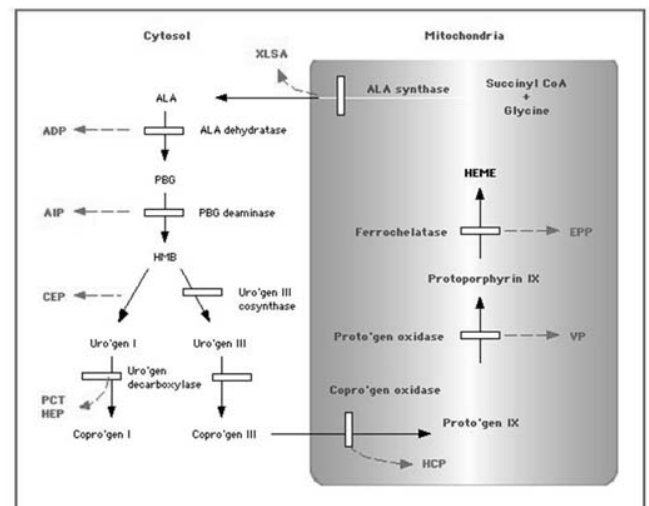 Cytosol
Mitochondria
XLSA
ALA synthase
Succinyl CoA
+
Glycine
ALA
ADP
ALA dehydratase
PBG
HEME
AIP
PBG deaminase
Ferrochelatase
EPP
HMB
Protoporphyrin IX
CEP
Uro'gen III
cosynthase
Uro'gen I
Uro'gen III
Proto'gen oxidase
VP
Uro'gen
decarboxylase
PCT
HEP
Copro'gen oxidase
Copro'gen I
Copro'gen III
Proto'gen IX
HCP